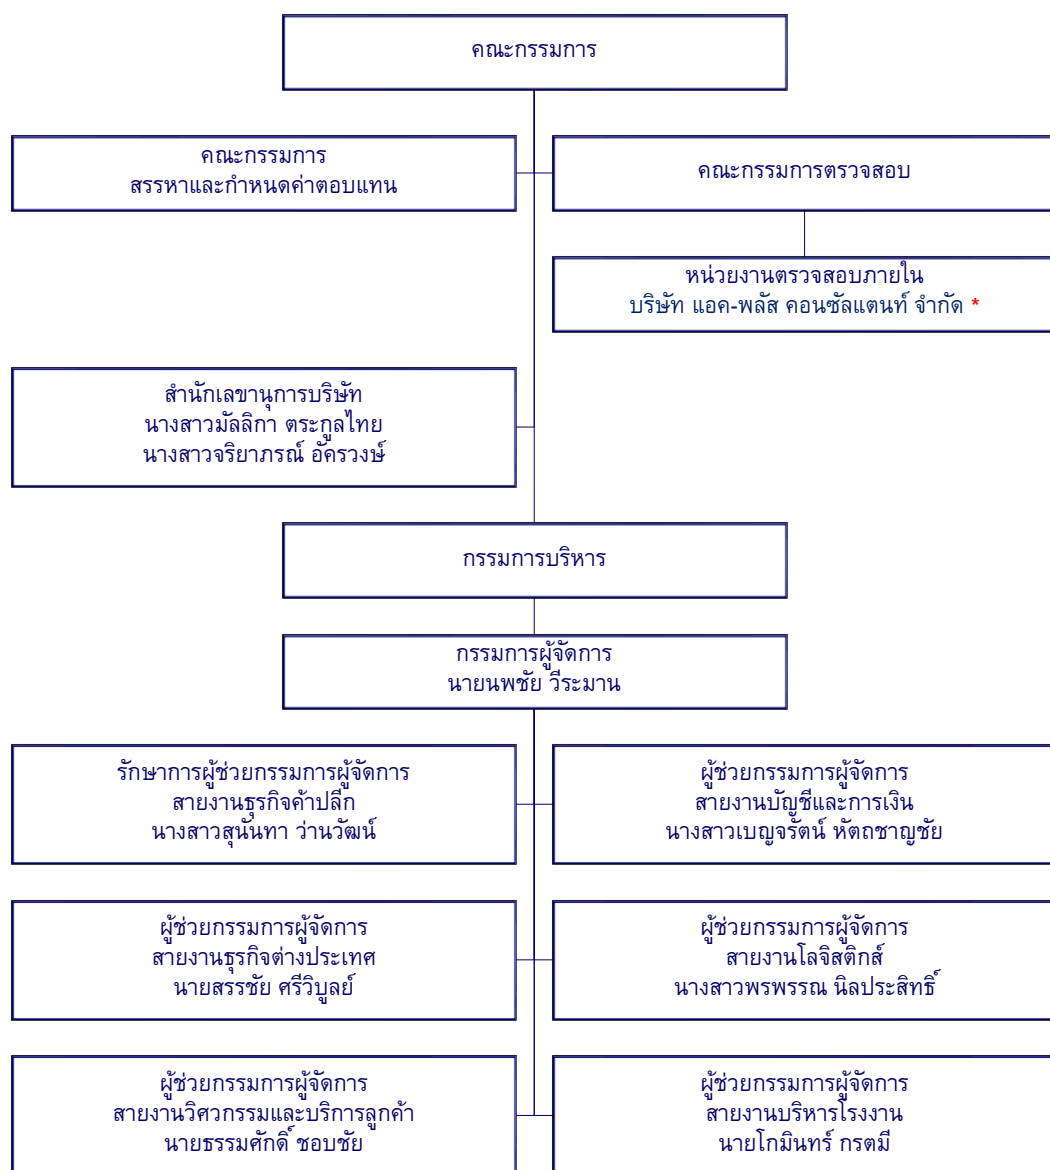 คณะกรรมการ
คณะกรรมการ
สรรหาและกำหนดค่าตอบแทน
คณะกรรมการตรวจสอบ
หน่วยงานตรวจสอบภายใน
บริษัท แอค-พลัส คอนซัลแตนท์ จำกัด *
สำนักเลขานุการบริษัท
นางสาวมัลลิกา ตระกูลไทย
นางสาวจริยาภรณ์ อัครวงษ์
กรรมการบริหาร
กรรมการผู้จัดการ
นายนพชัย วีระมาน
รักษาการผู้ช่วยกรรมการผู้จัดการ
สายงานธุรกิจค้าปลีก
นางสาวสุนันทา ว่านวัฒน์
ผู้ช่วยกรรมการผู้จัดการ
สายงานบัญชีและการเงิน
นางสาวเบญจรัตน์ หัตถชาญชัย
ผู้ช่วยกรรมการผู้จัดการ
สายงานธุรกิจต่างประเทศ
นายสรรชัย ศรีวิบูลย์
ผู้ช่วยกรรมการผู้จัดการ
สายงานโลจิสติกส์
นางสาวพรพรรณ นิลประสิทธิ์
ผู้ช่วยกรรมการผู้จัดการ
สายงานวิศวกรรมและบริการลูกค้า
นายธรรมศักดิ์ ชอบชัย
ผู้ช่วยกรรมการผู้จัดการ
สายงานบริหารโรงงาน
นายโกมินทร์ กรตมี